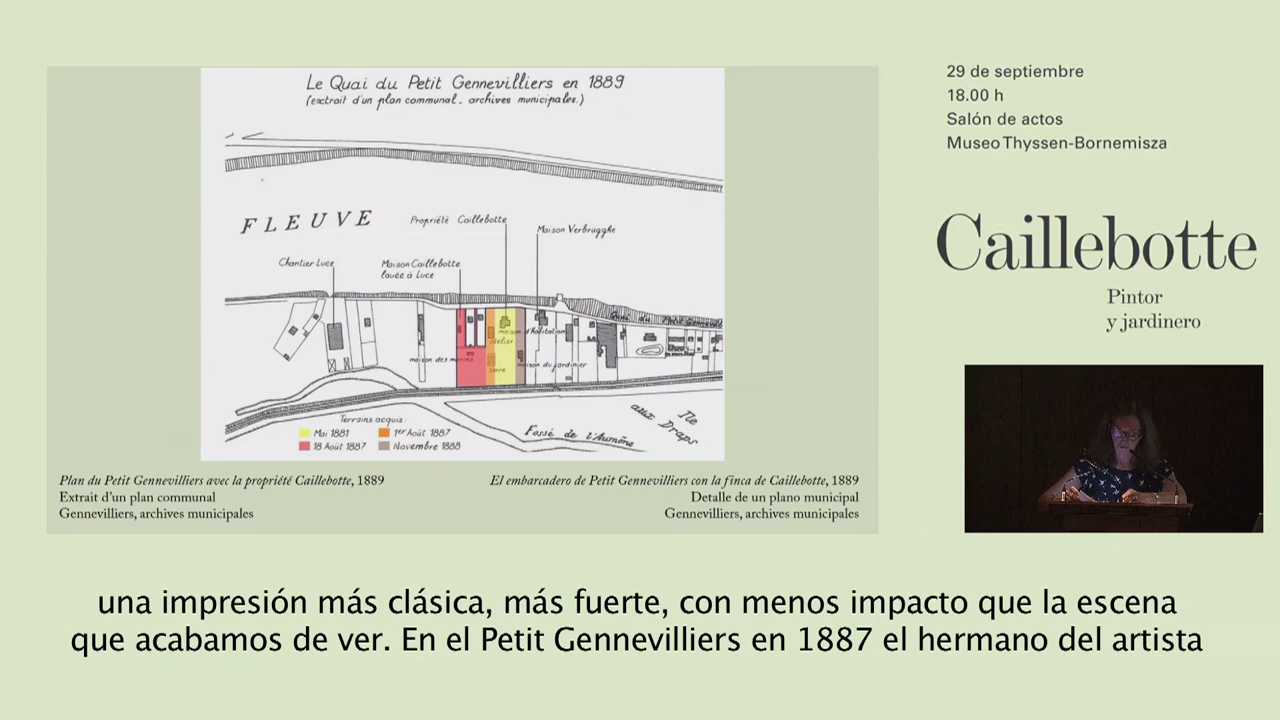 Le Quai du Petit Gennevilliers en 1889
(extrait d'un plan communal. archives municipales.)
FLEUVE
Propriété Caillebotte
Maison Verbrugghe
Chantier Luce
Maison Caillebotte
louée à Luce
maison d'habitation
atelier
maison des marins
maison du jardinier
serre
Ile
aux Draps
Fossé de l'Aumône
Terrains acquis:
Mai 1881
1er Août 1887
18 Août 1887
Novembre 1888
Plan du Petit Gennevilliers avec la propriété Caillebotte, 1889
Extrait d'un plan communal
Gennevilliers, archives municipales
El embarcadero de Petit Gennevilliers con la finca de Caillebotte, 1889
Detalle de un plano municipal
Gennevilliers, archives municipales
29 de septiembre
18.00 h
Salón de actos
Museo Thyssen-Bornemisza
Caillebotte
Pintor
y jardinero
una impresión más clásica, más fuerte, con menos impacto que la escena
que acabamos de ver. En el Petit Gennevilliers en 1887 el hermano del artista